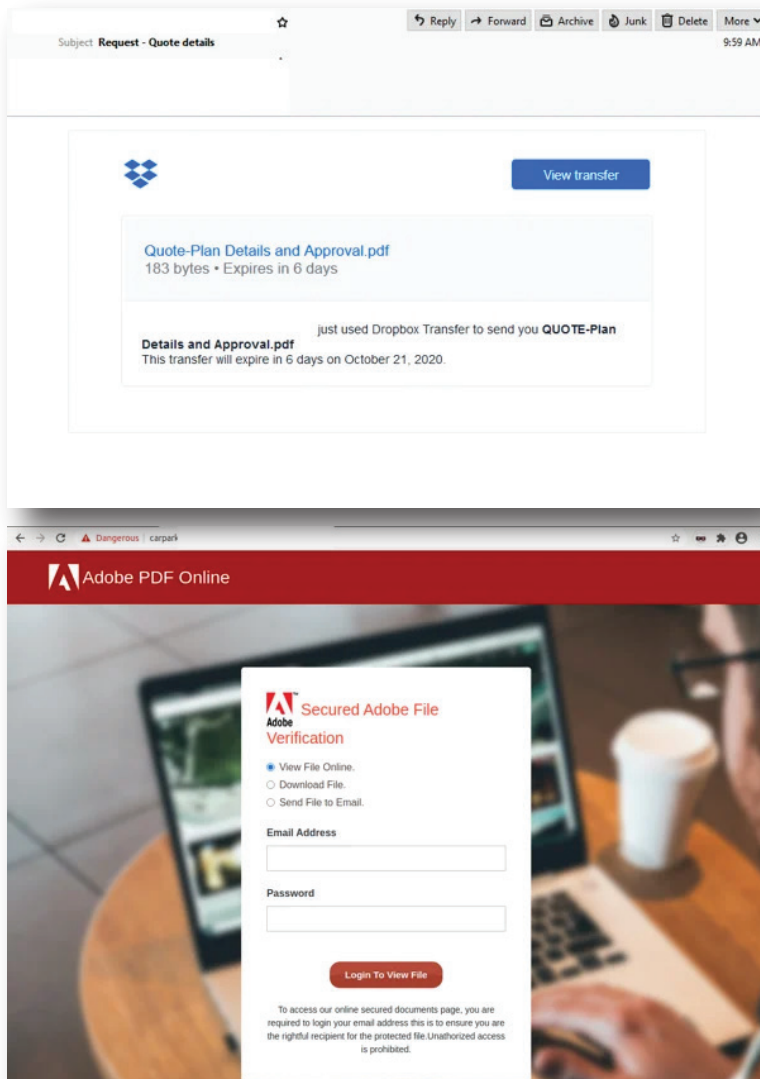 Reply Forward Archive Junk Delete More
Subject Request - Quote details 9:59 AM
View transfer
Quote-Plan Details and Approval.pdf
183 bytes • Expires in 6 days
just used Dropbox Transfer to send you QUOTE-Plan
Details and Approval.pdf
This transfer will expire in 6 days on October 21, 2020.
Dangerous carpark
Adobe PDF Online
Adobe
Secured Adobe File
Verification
View File Online.
Download File.
Send File to Email.
Email Address
Password
Login To View File
To access our online secured documents page, you are
required to login your email address this is to ensure you are
the rightful recipient for the protected file.Unathorized access
is prohibited.